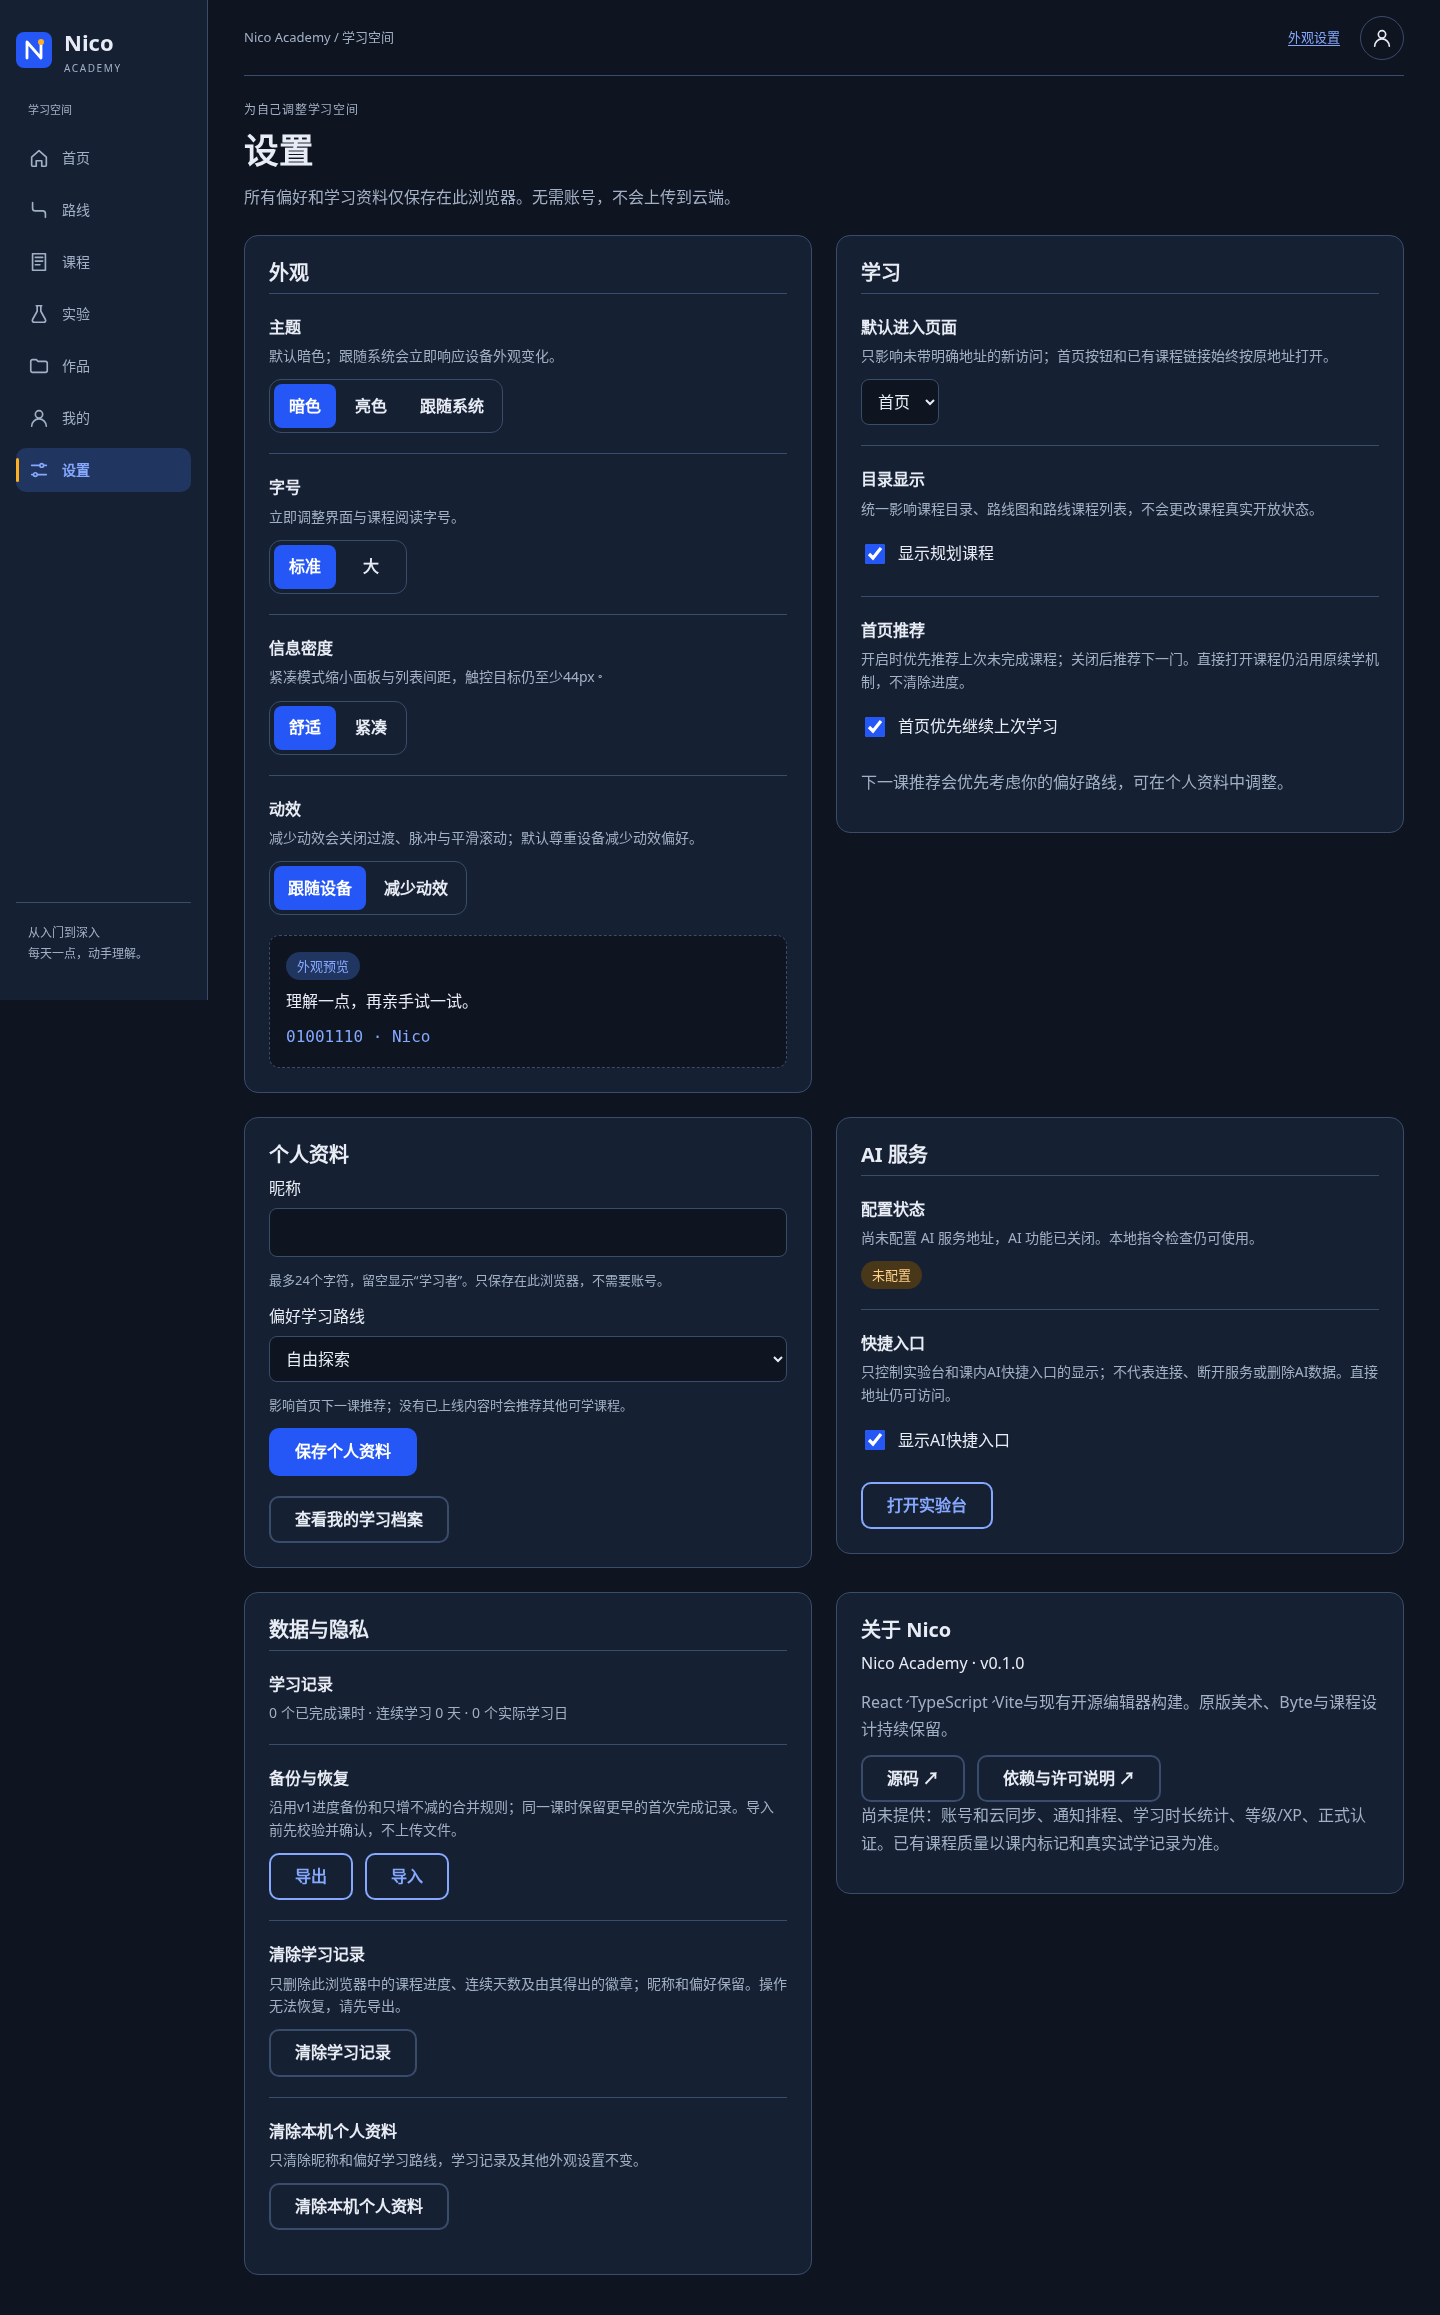 Nico
ACADEMY
学习空间
首页
路线
课程
实验
作品
我的
设置
从入门到深入
每天一点，动手理解。
Nico Academy / 学习空间
外观设置
为自己调整学习空间
设置
所有偏好和学习资料仅保存在此浏览器。无需账号，不会上传到云端。
外观
主题
默认暗色；跟随系统会立即响应设备外观变化。
暗色 亮色 跟随系统
字号
立即调整界面与课程阅读字号。
标准 大
信息密度
紧凑模式缩小面板与列表间距，触控目标仍至少44px。
舒适 紧凑
动效
减少动效会关闭过渡、脉冲与平滑滚动；默认尊重设备减少动效偏好。
跟随设备 减少动效
外观预览
理解一点，再亲手试一试。
01001110 · Nico
学习
默认进入页面
只影响未带明确地址的新访问；首页按钮和已有课程链接始终按原地址打开。
首页
目录显示
统一影响课程目录、路线图和路线课程列表，不会更改课程真实开放状态。
显示规划课程
首页推荐
开启时优先推荐上次未完成课程；关闭后推荐下一门。直接打开课程仍沿用原续学机
制，不清除进度。
首页优先继续上次学习
下一课推荐会优先考虑你的偏好路线，可在个人资料中调整。
个人资料
昵称
最多24个字符，留空显示“学习者”。只保存在此浏览器，不需要账号。
偏好学习路线
自由探索
影响首页下一课推荐；没有已上线内容时会推荐其他可学课程。
保存个人资料
查看我的学习档案
AI 服务
配置状态
尚未配置 AI 服务地址，AI 功能已关闭。本地指令检查仍可使用。
未配置
快捷入口
只控制实验台和课内AI快捷入口的显示；不代表连接、断开服务或删除AI数据。直接
地址仍可访问。
显示AI快捷入口
打开实验台
数据与隐私
学习记录
0 个已完成课时 · 连续学习 0 天 · 0 个实际学习日
备份与恢复
沿用v1进度备份和只增不减的合并规则；同一课时保留更早的首次完成记录。导入
前先校验并确认，不上传文件。
导出 导入
清除学习记录
只删除此浏览器中的课程进度、连续天数及由其得出的徽章；昵称和偏好保留。操作
无法恢复，请先导出。
清除学习记录
清除本机个人资料
只清除昵称和偏好学习路线，学习记录及其他外观设置不变。
清除本机个人资料
关于 Nico
Nico Academy · v0.1.0
React、TypeScript、Vite与现有开源编辑器构建。原版美术、Byte与课程设
计持续保留。
源码 ↗ 依赖与许可说明 ↗
尚未提供：账号和云同步、通知排程、学习时长统计、等级/XP、正式认
证。已有课程质量以课内标记和真实试学记录为准。